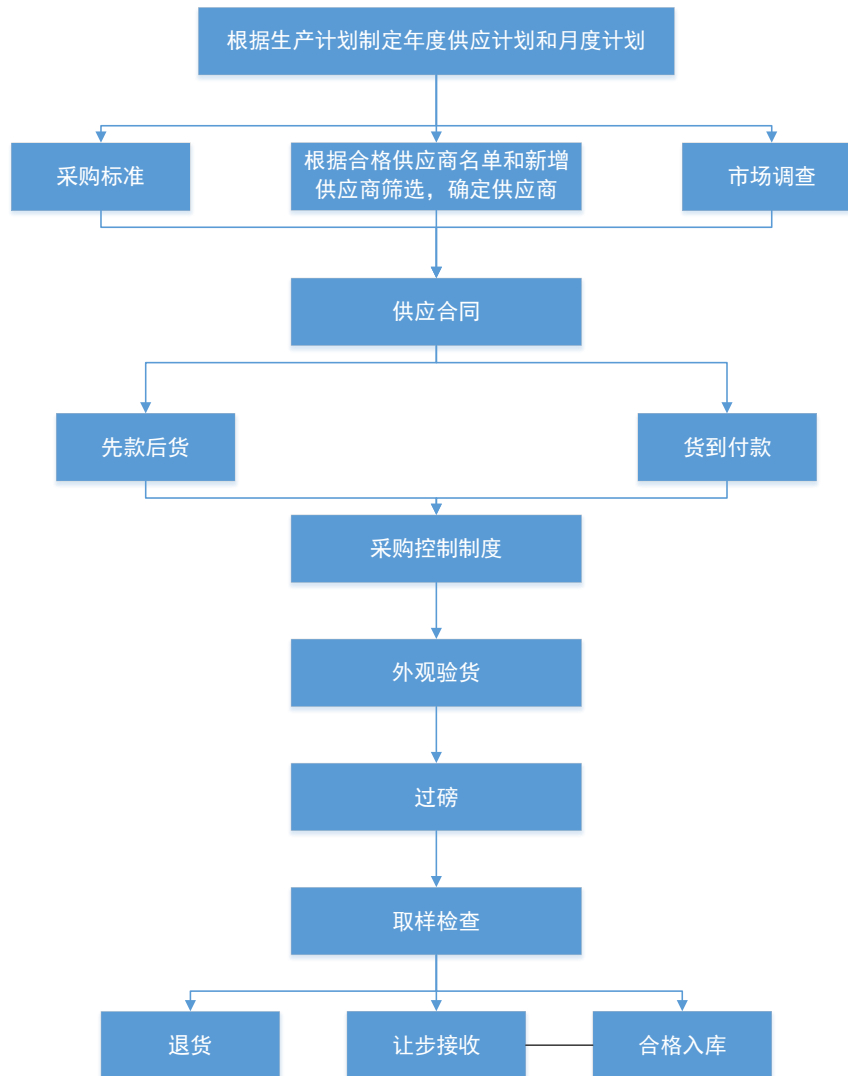 根据生产计划制定年度供应计划和月度计划
采购标准
根据合格供应商名单和新增
供应商筛选，确定供应商
市场调查
供应合同
先款后货
货到付款
采购控制制度
外观验货
过磅
取样检查
退货
让步接收
合格入库